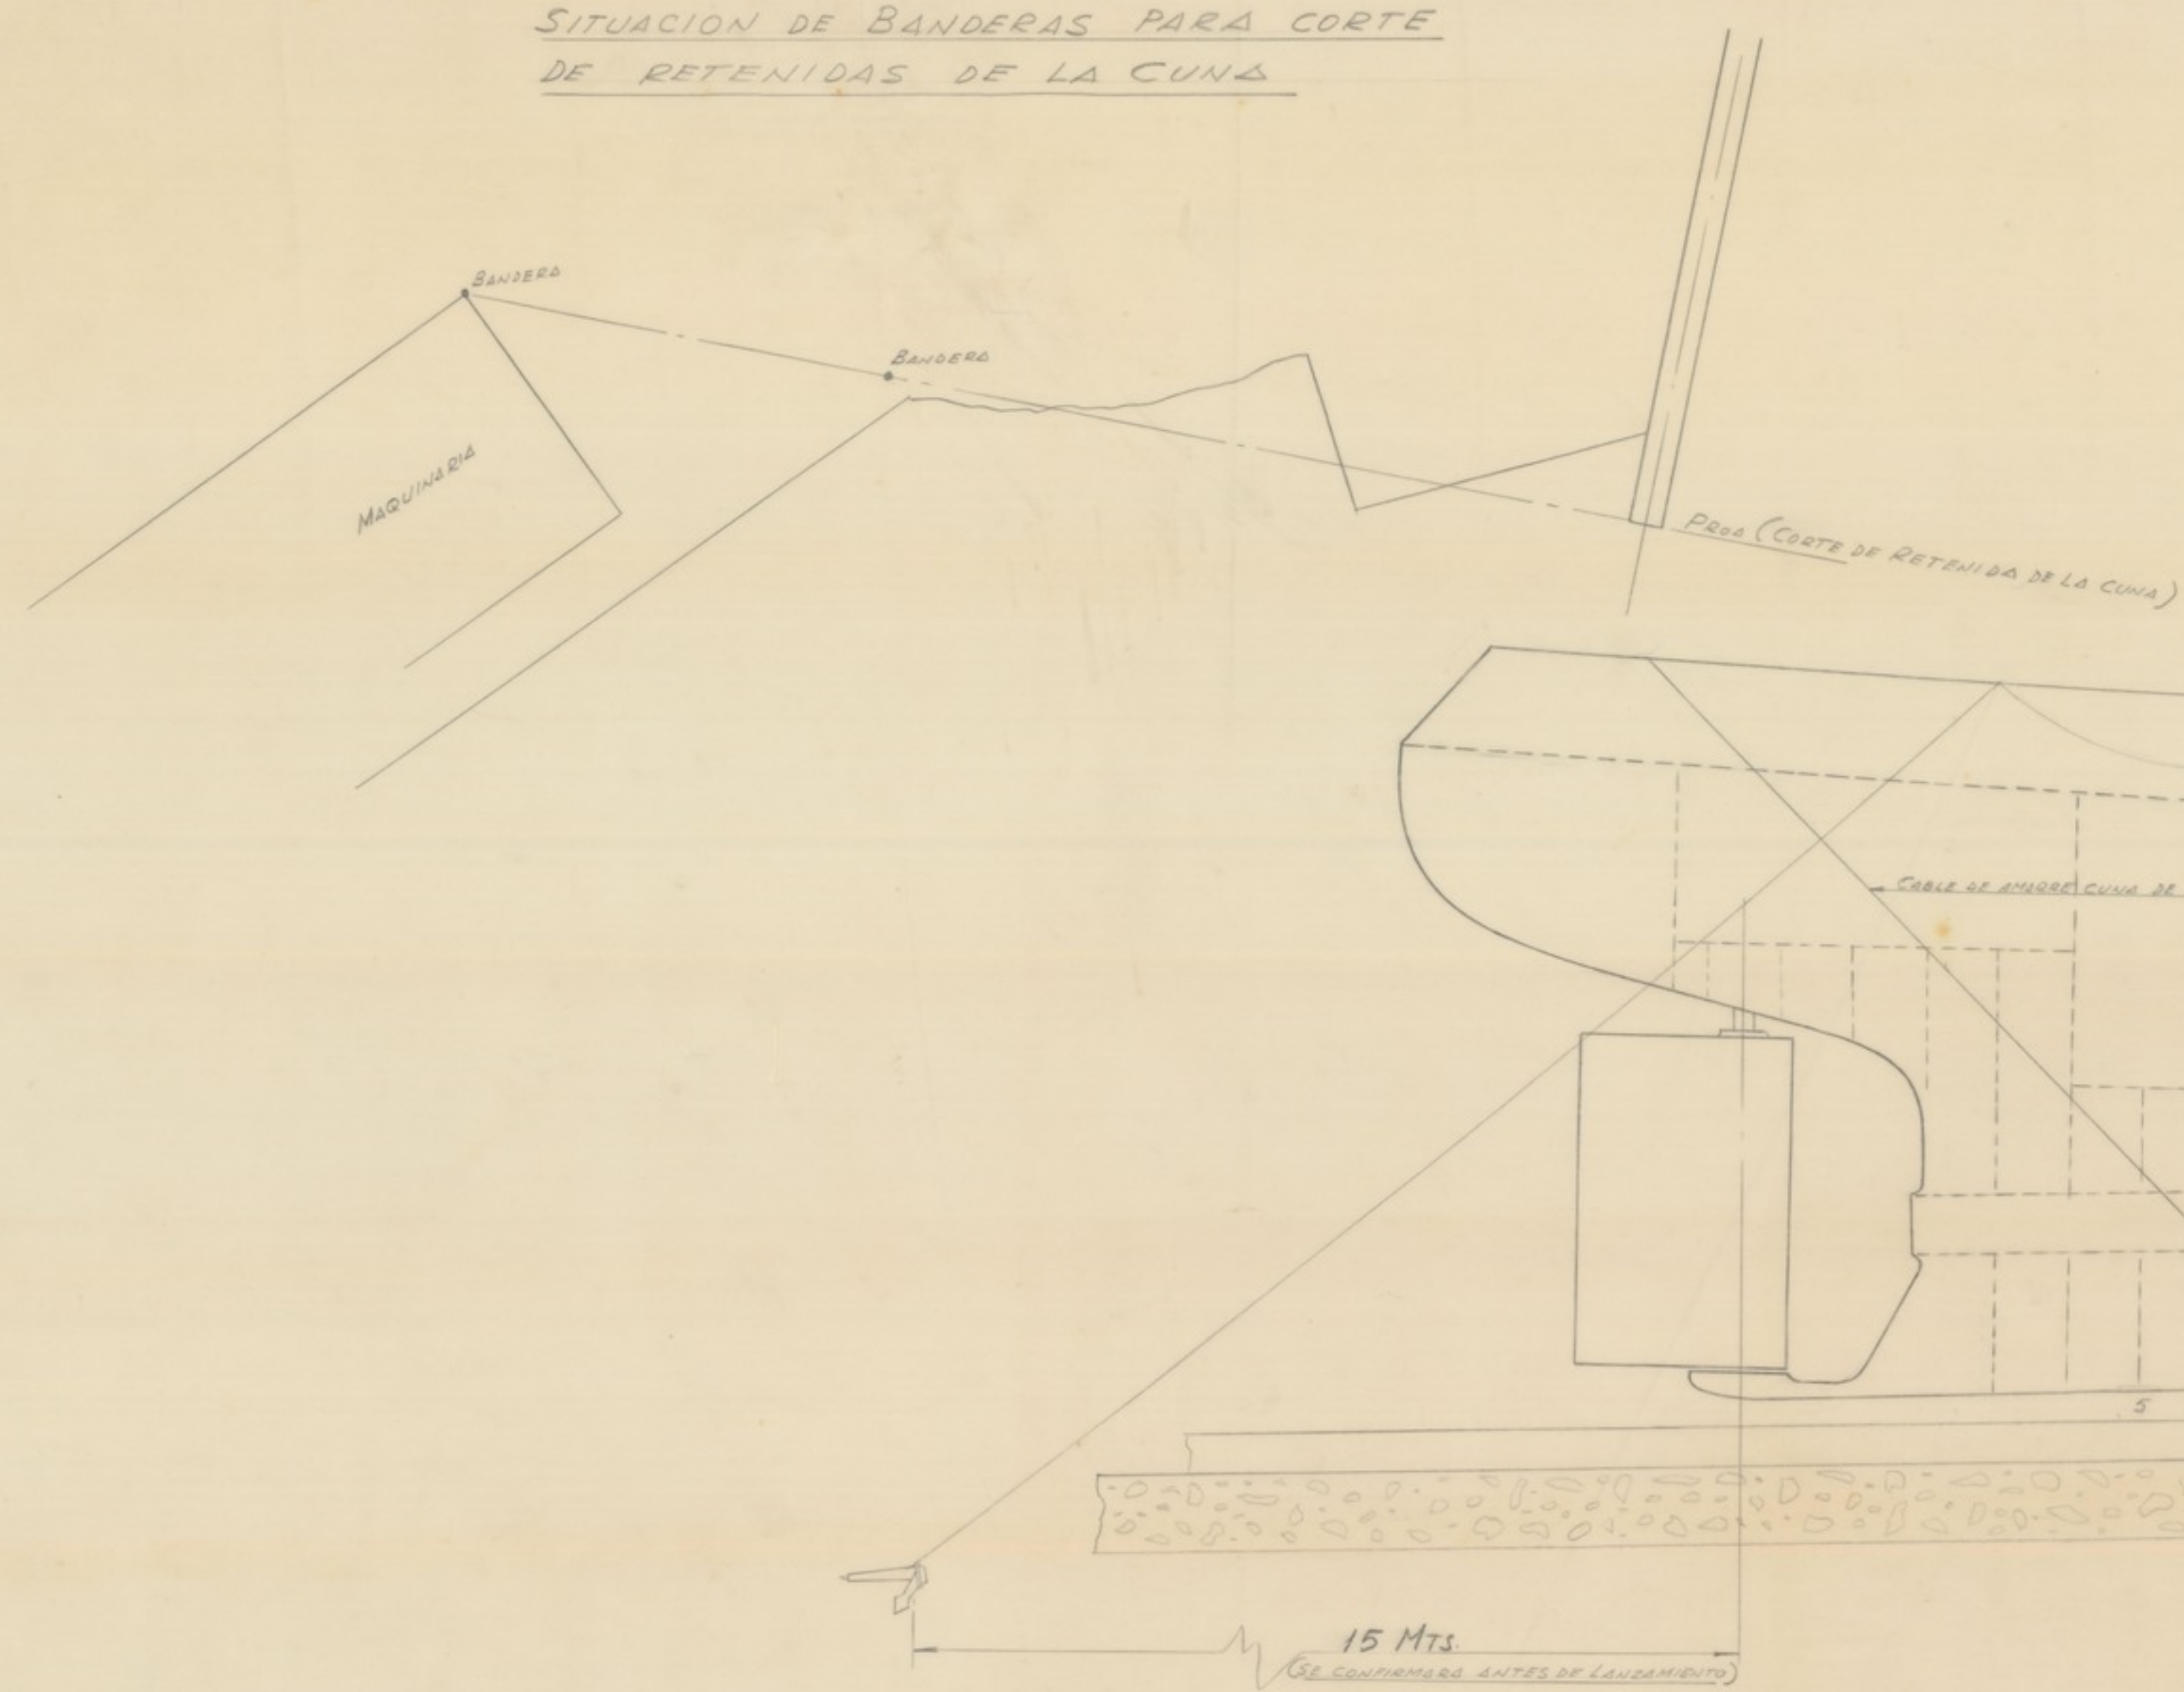 SITUACION DE BANDERAS PARA CORTE
DE RETENIDAS DE LA CUNA
BANDERA
BANDERA
MAQUINARIA
PROA (CORTE DE RETENIDA DE LA CUNA)
CABLE DE AMARRE CUNA DE
5
15 MTS.
(SE CONFIRMARA ANTES DE LANZAMIENTO)